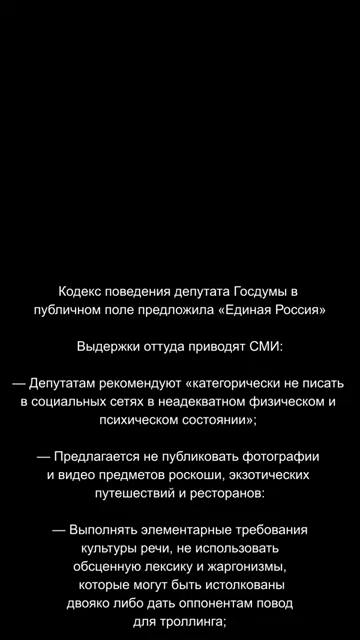 Кодекс поведения депутата Госдумы в
публичном поле предложила «Единая Россия»
Выдержки оттуда приводят СМИ:
— Депутатам рекомендуют «категорически не писать
в социальных сетях в неадекватном физическом и
психическом состоянии»;
— Предлагается не публиковать фотографии
и видео предметов роскоши, экзотических
путешествий и ресторанов:
— Выполнять элементарные требования
культуры речи, не использовать
обсценную лексику и жаргонизмы,
которые могут быть истолкованы
двояко либо дать оппонентам повод
для троллинга;